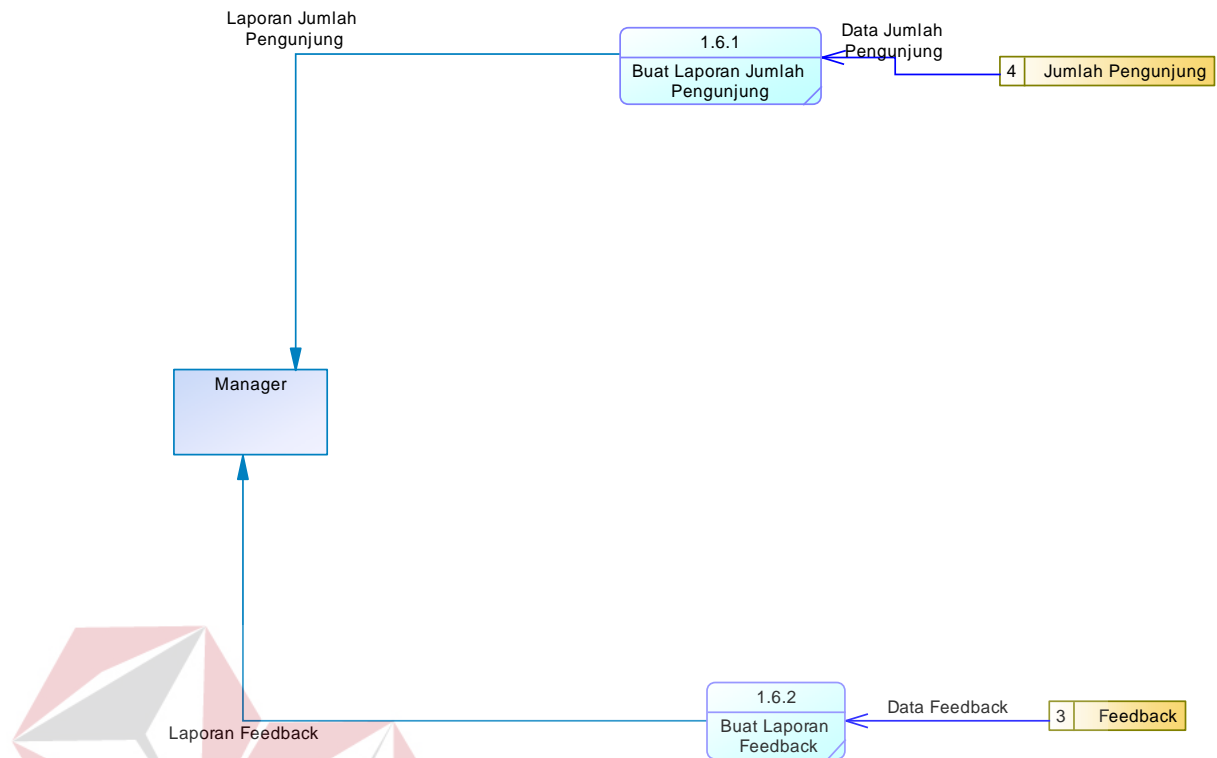 Laporan Jumlah
Pengunjung
1.6.1
Buat Laporan Jumlah
Pengunjung
Data Jumlah
Pengunjung
4
Jumlah Pengunjung
Manager
Laporan Feedback
1.6.2
Buat Laporan
Feedback
Data Feedback
3
Feedback